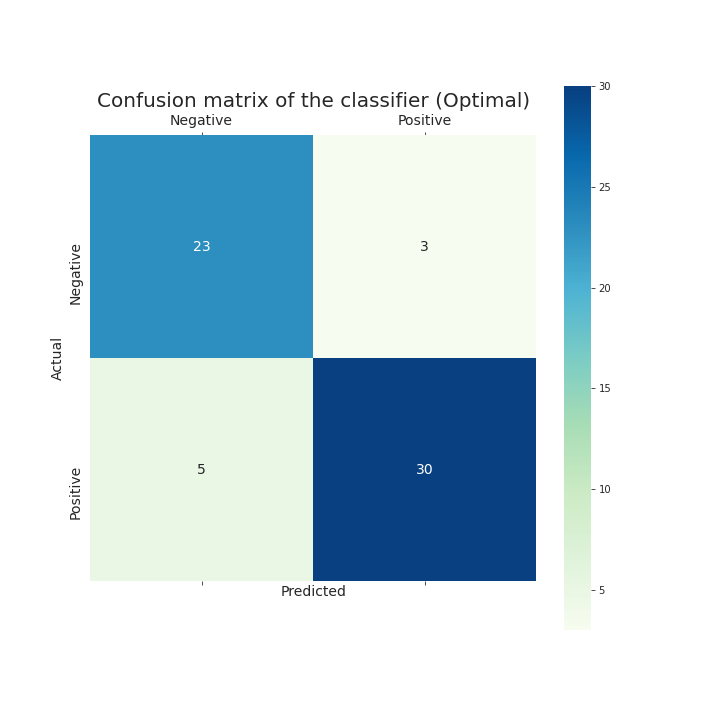 Confusion matrix of the classifier (Optimal)
Negative
Positive
Negative
23
3
Actual
Positive
5
30
Predicted
30
25
20
15
10
5